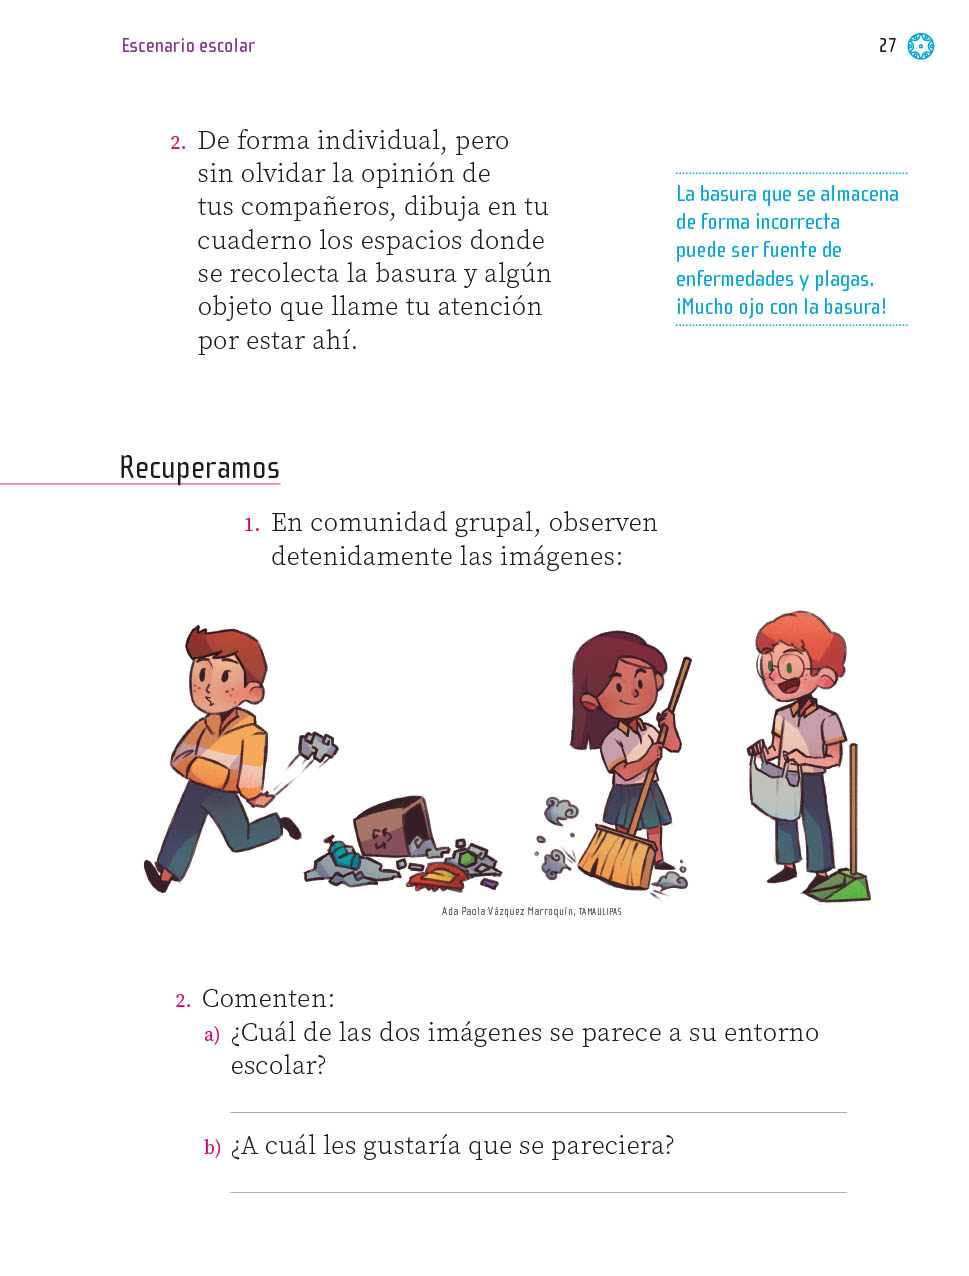 Escenario escolar
27
2. De forma individual, pero
sin olvidar la opinión de
tus compañeros, dibuja en tu
cuaderno los espacios donde
se recolecta la basura y algún
objeto que llame tu atención
por estar ahí.
La basura que se almacena
de forma incorrecta
puede ser fuente de
enfermedades y plagas.
¡Mucho ojo con la basura!
Recuperamos
1. En comunidad grupal, observen
detenidamente las imágenes:
Ada Paola Vázquez Marroquín, TAMAULIPAS
2. Comenten:
a) ¿Cuál de las dos imágenes se parece a su entorno
escolar?
b) ¿A cuál les gustaría que se pareciera?